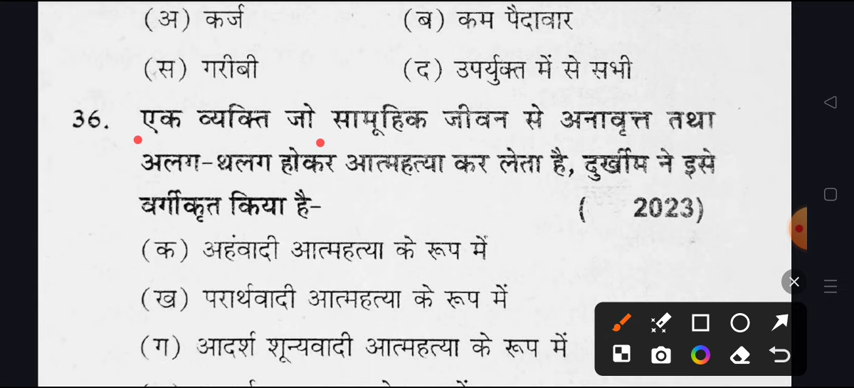 (अ) कर्ज (ब) कम पैदावार
(स) गरीबी (द) उपर्युक्त में से सभी
36. एक व्यक्ति जो सामूहिक जीवन से अनावृत्त तथा
अलग-थलग होकर आत्महत्या कर लेता है, दुर्खीम ने इसे
वर्गीकृत किया है- ( 2023)
(क) अहंवादी आत्महत्या के रूप में
(ख) परार्थवादी आत्महत्या के रूप में
(ग) आदर्श शून्यवादी आत्महत्या के रूप में